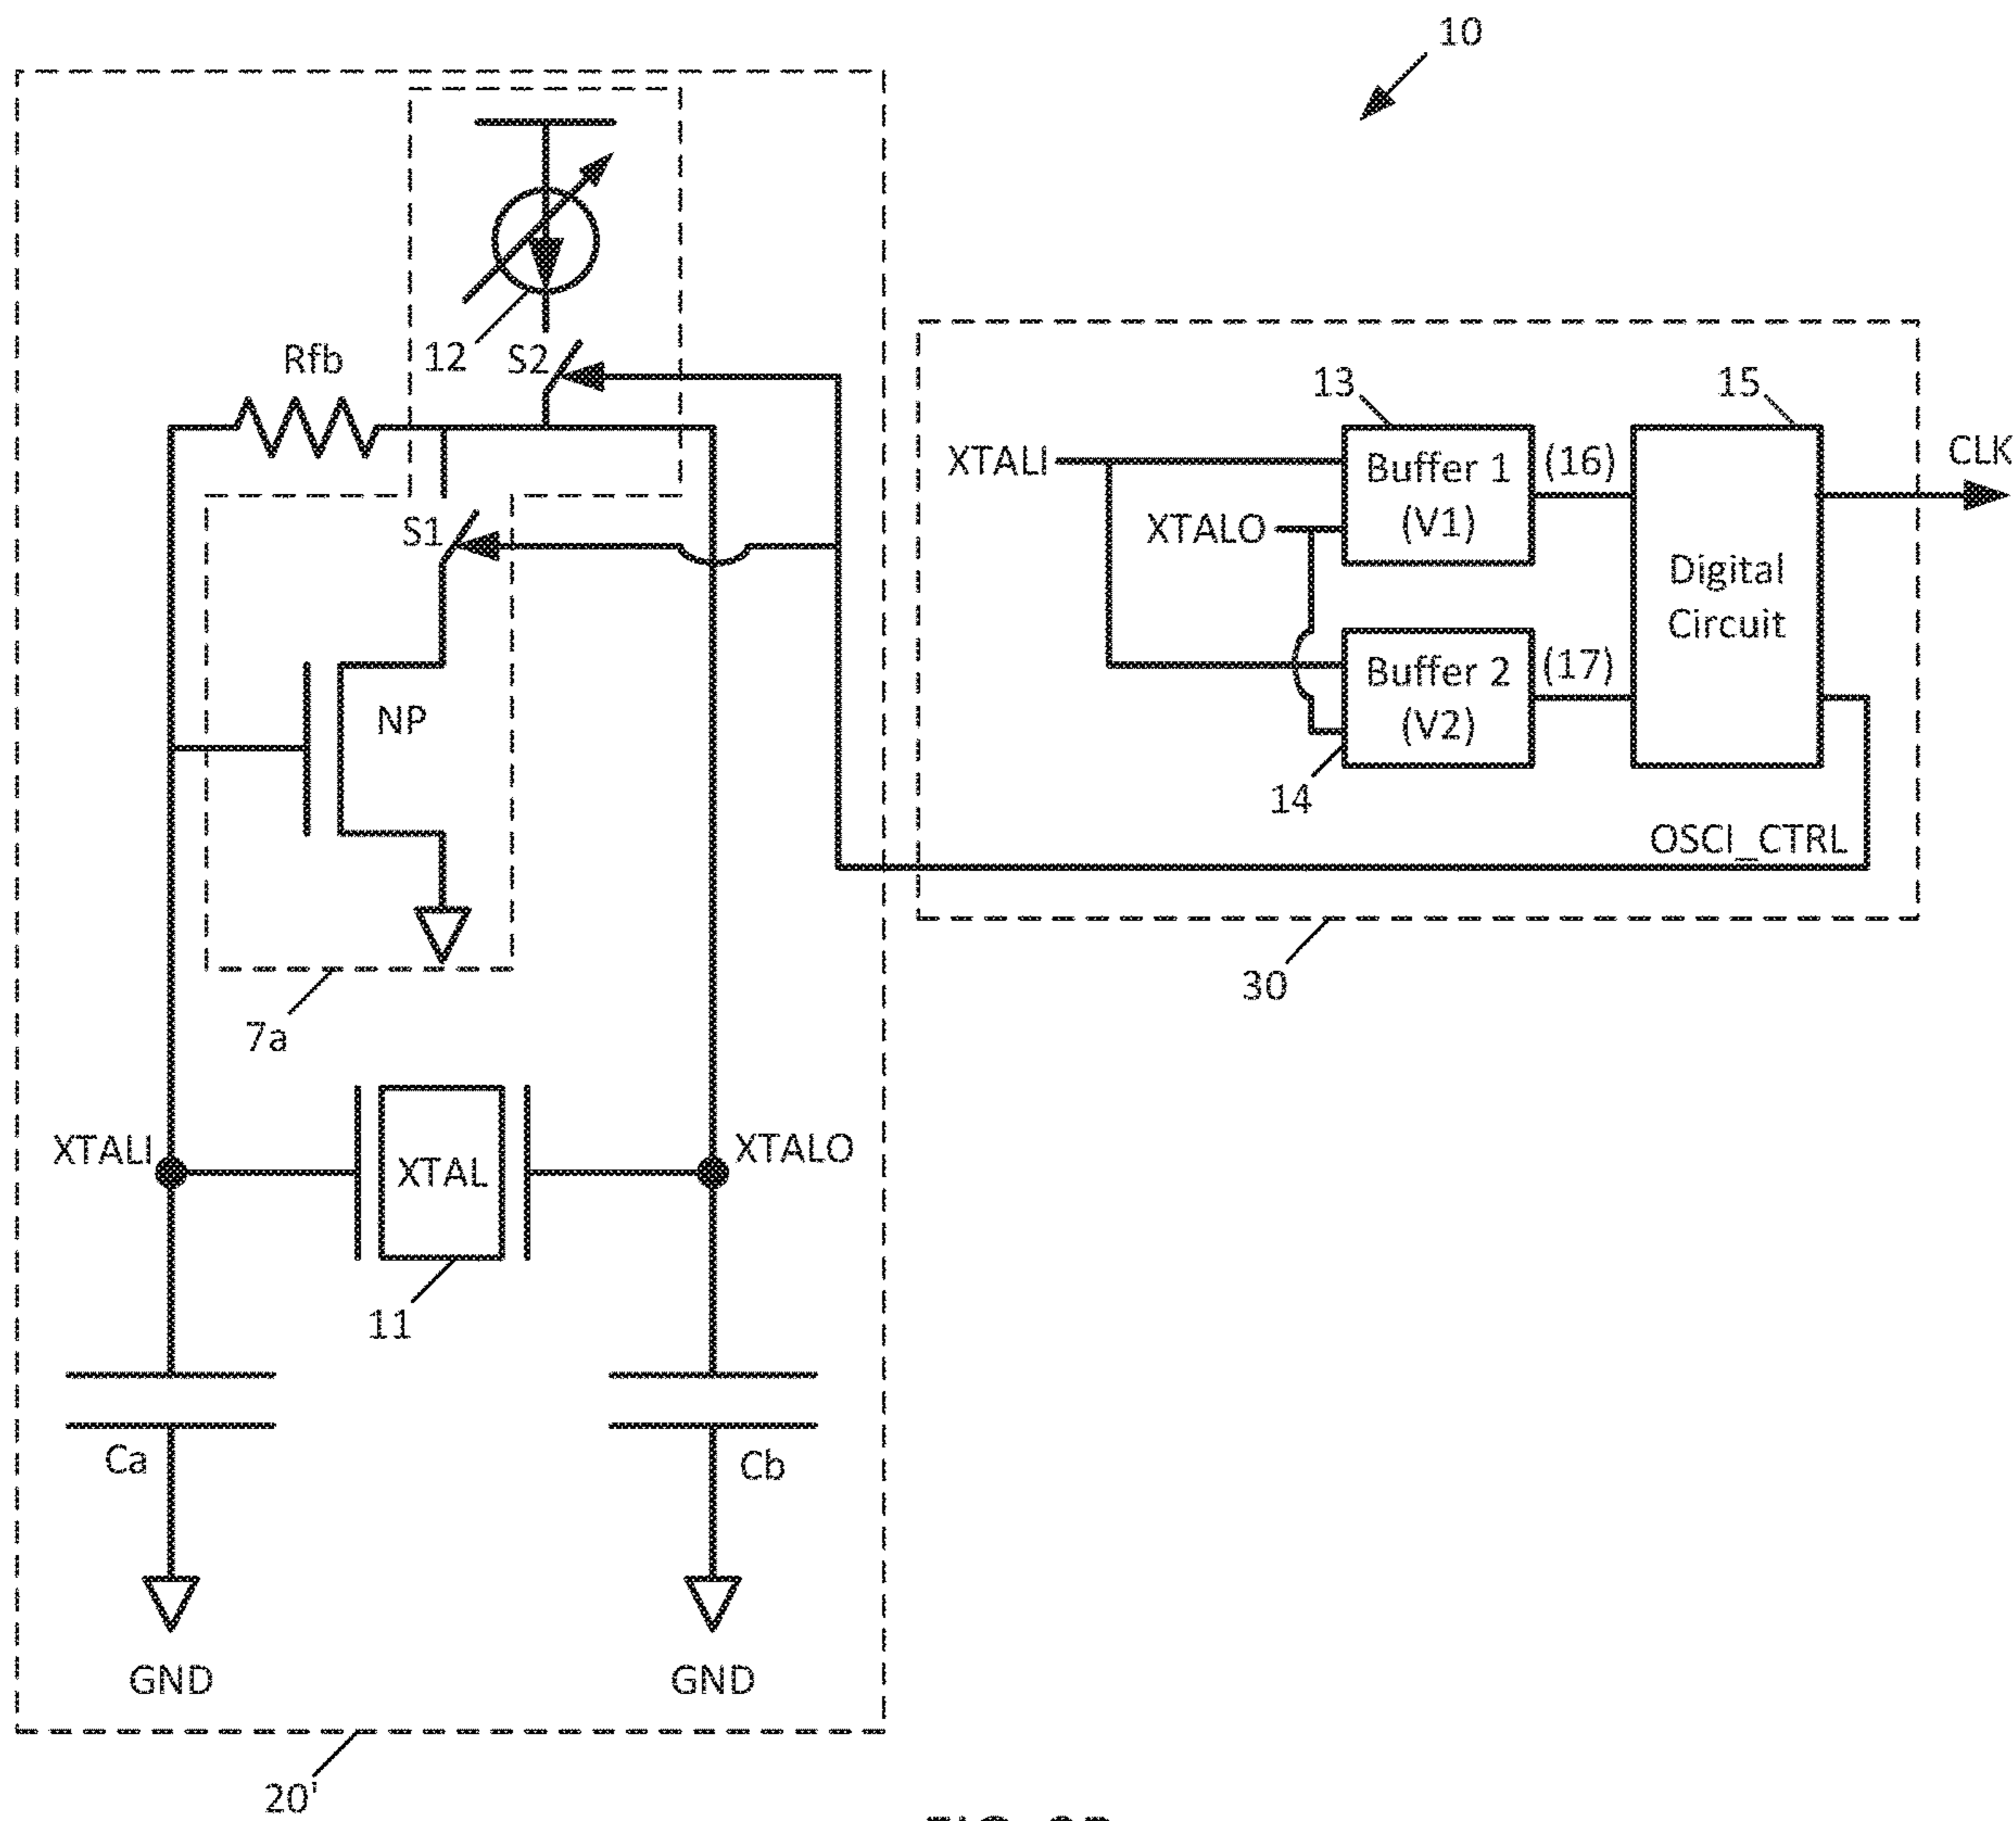 10
12
Rfb
S2
S1
NP
7a
XTALI
XTAL
XTALO
11
Ca
Cb
GND
GND
20'
13
15
XTALI
Buffer 1
(V1)
(16)
CLK
XTALO
Digital
Circuit
Buffer 2
(V2)
(17)
14
OSCI_CTRL
30